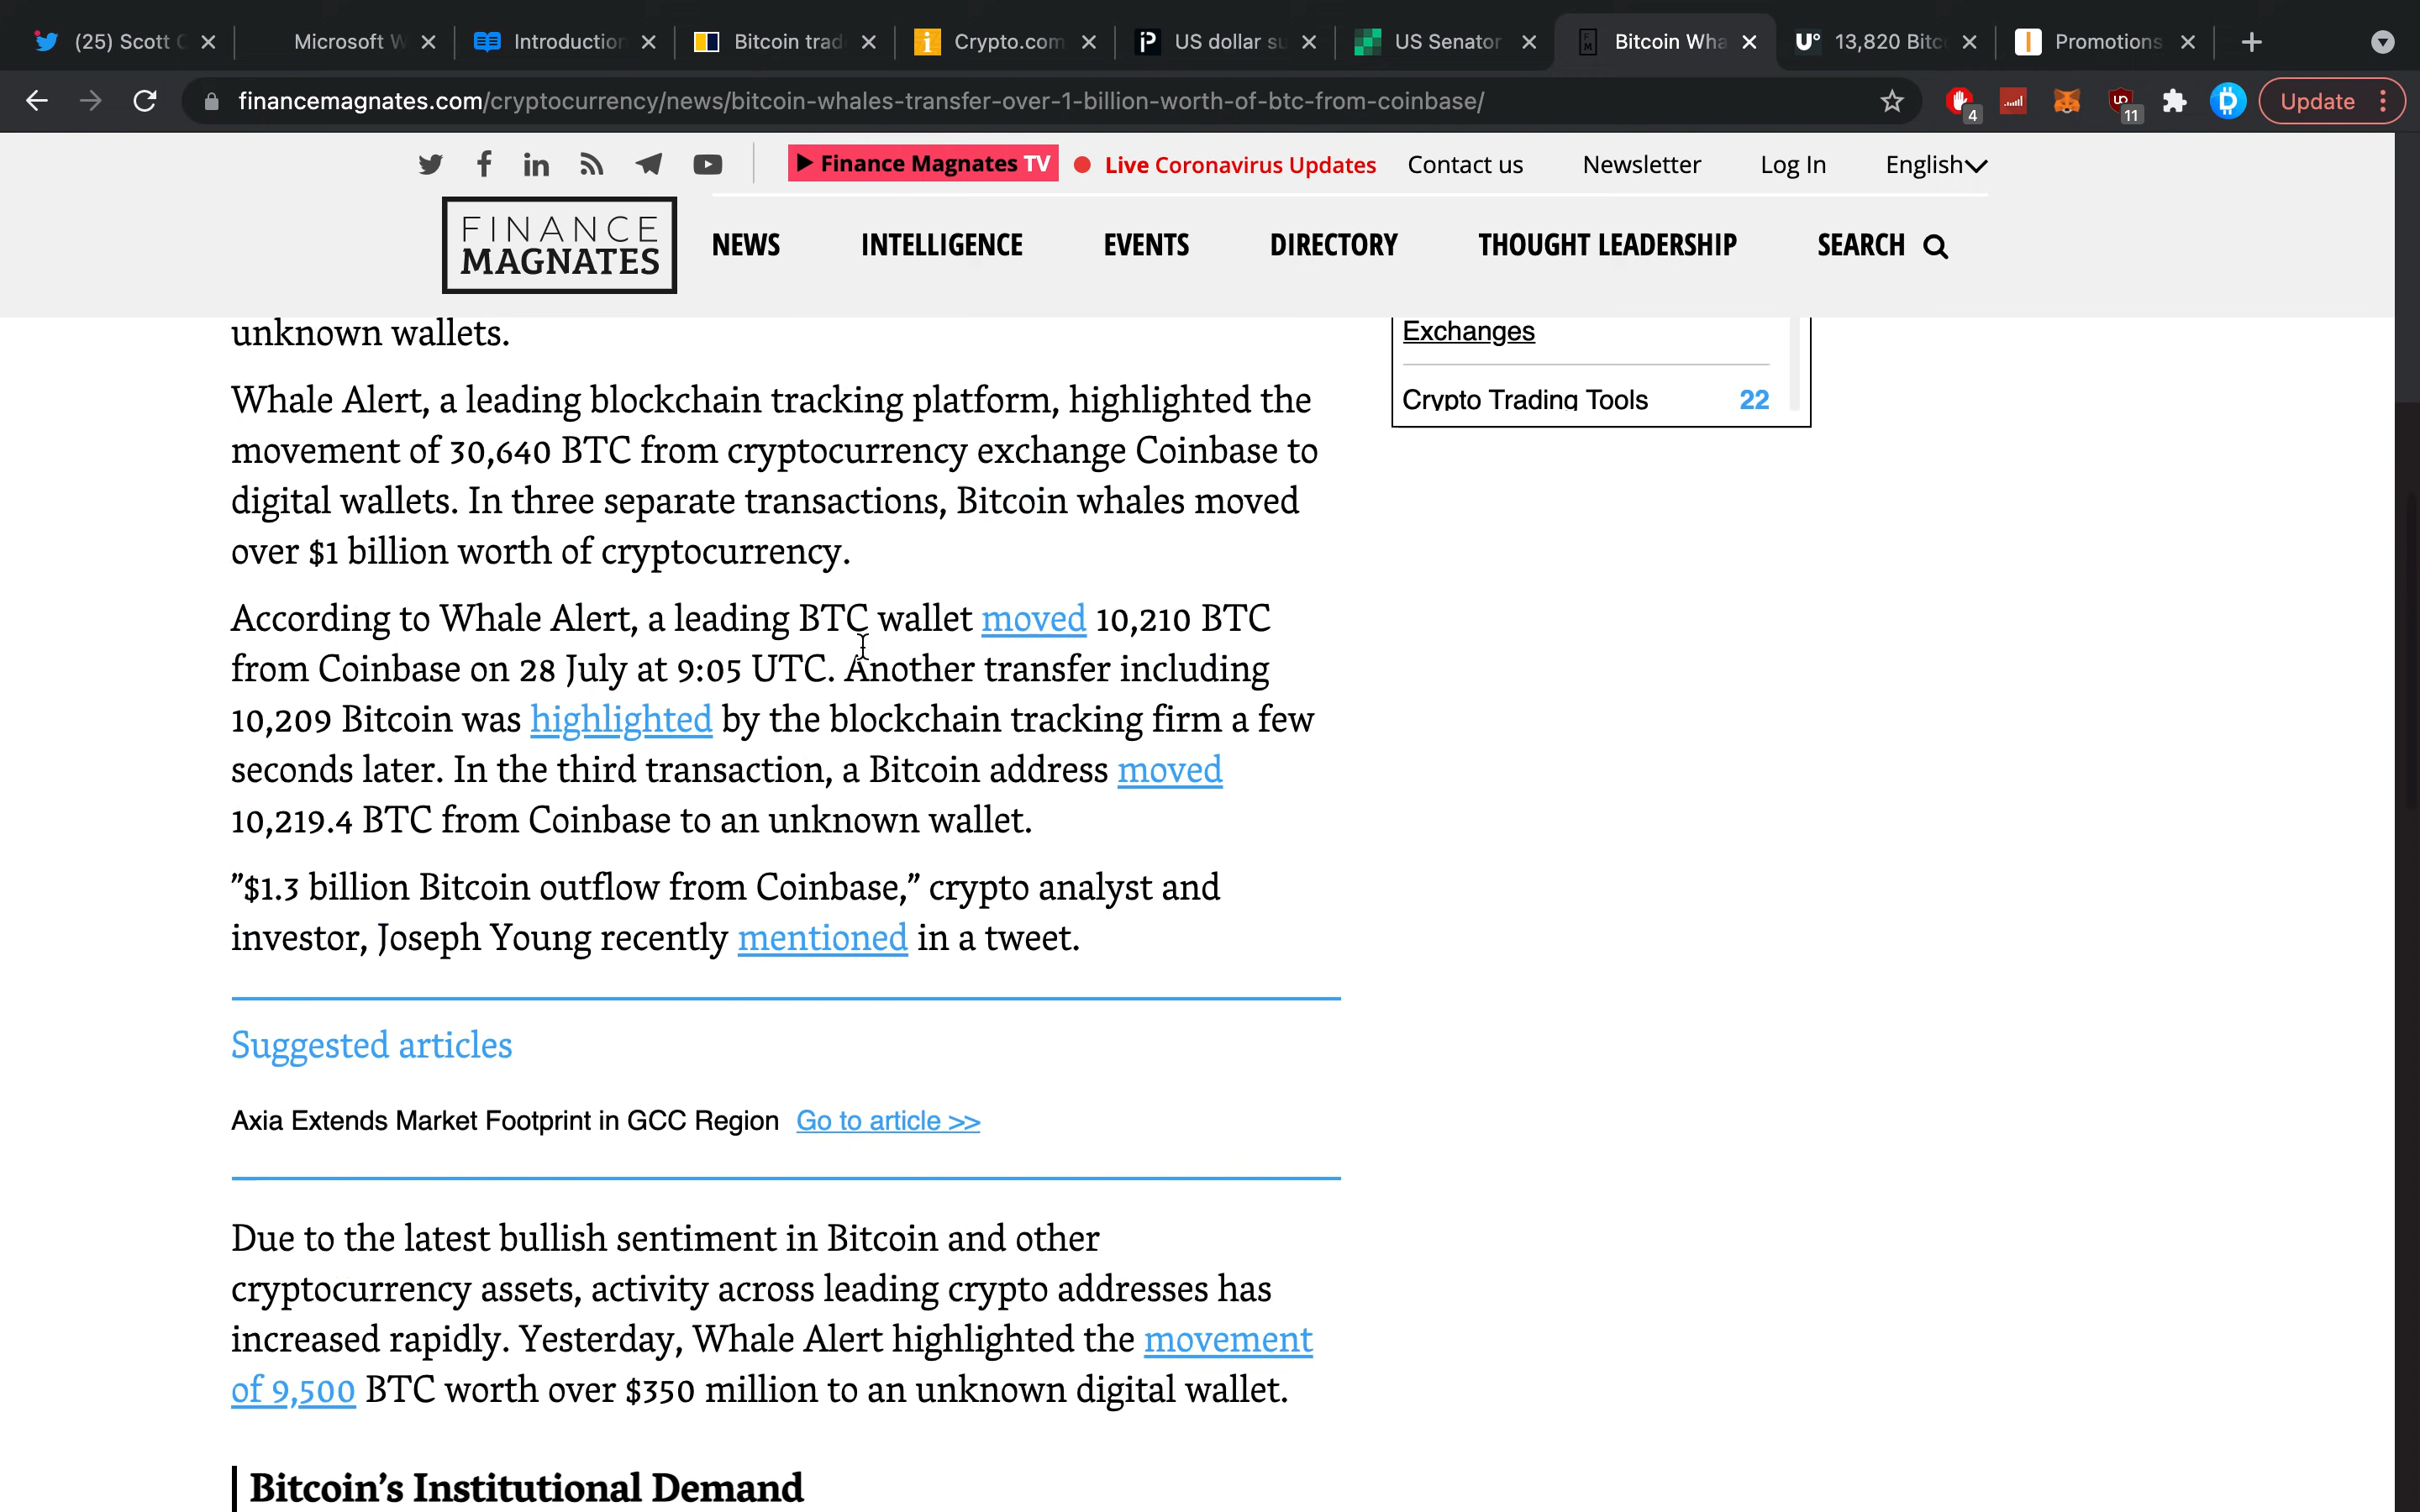 (25) Scott C
Microsoft W
Introduction
Bitcoin trad
Crypto.com
US dollar su
US Senator
Bitcoin Wha
13,820 Bitc
Promotions
financemagnates.com/cryptocurrency/news/bitcoin-whales-transfer-over-1-billion-worth-of-btc-from-coinbase/
4
11
Update
Finance Magnates TV
Live Coronavirus Updates
Contact us
Newsletter
Log In
English
FINANCE
MAGNATES
NEWS
INTELLIGENCE
EVENTS
DIRECTORY
THOUGHT LEADERSHIP
SEARCH
unknown wallets.
Whale Alert, a leading blockchain tracking platform, highlighted the
movement of 30,640 BTC from cryptocurrency exchange Coinbase to
digital wallets. In three separate transactions, Bitcoin whales moved
over $1 billion worth of cryptocurrency.
According to Whale Alert, a leading BTC wallet moved 10,210 BTC
from Coinbase on 28 July at 9:05 UTC. Another transfer including
10,209 Bitcoin was highlighted by the blockchain tracking firm a few
seconds later. In the third transaction, a Bitcoin address moved
10,219.4 BTC from Coinbase to an unknown wallet.
”$1.3 billion Bitcoin outflow from Coinbase,” crypto analyst and
investor, Joseph Young recently mentioned in a tweet.
Suggested articles
Axia Extends Market Footprint in GCC Region Go to article >>
Due to the latest bullish sentiment in Bitcoin and other
cryptocurrency assets, activity across leading crypto addresses has
increased rapidly. Yesterday, Whale Alert highlighted the movement
of 9,500 BTC worth over $350 million to an unknown digital wallet.
Bitcoin’s Institutional Demand
Exchanges
Crypto Trading Tools 22